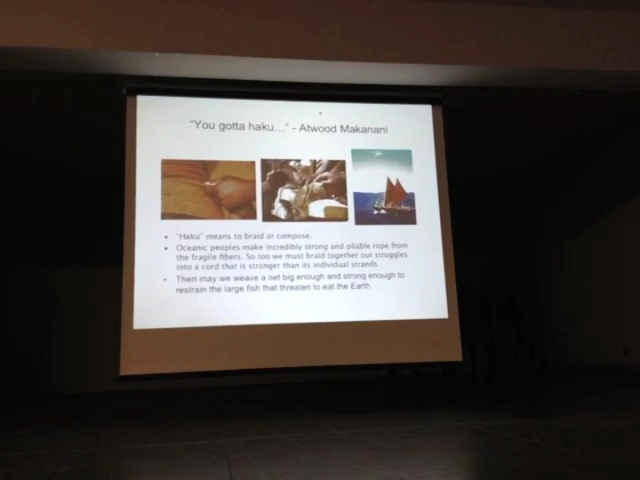 "You gotta haku..." - Atwood Makanani
• "Haku" means to braid or compose.
• Oceanic peoples make incredibly strong and pliable rope from
the fragile fibers. So too we must braid together our struggles
into a cord that is stronger than its individual strands.
• Then may we weave a net big enough and strong enough to
restrain the large fish that threaten to eat the Earth.